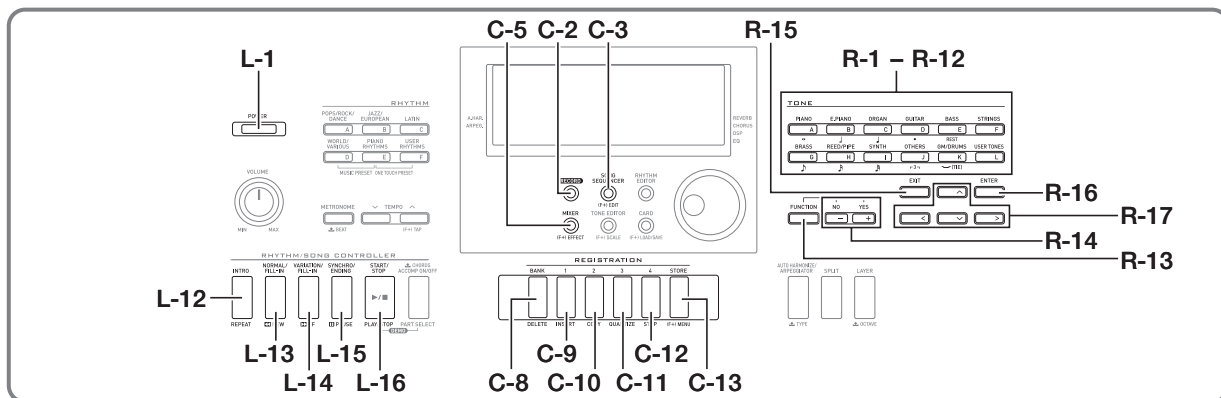 C-5 C-2 C-3
R-15
L-1
R-1 – R-12
RHYTHM
TONE
POWER
POPS/ROCK/DANCE JAZZ/EUROPEAN LATIN
A B C
WORLD/VARIOUS PIANO RHYTHMS USER RHYTHMS
D E F
MUSIC PRESET ONE TOUCH PRESET
A.HAR.
ARPEG.
REVERB
CHORUS
DSP
EQ
PIANO E.PIANO ORGAN GUITAR BASS STRINGS
A B C D E F
REST
BRASS REED/PIPE SYNTH OTHERS GM/DRUMS USER TONES
G H I J K L
(TIE)
VOLUME
MIN MAX
METRONOME TEMPO
BEAT (F+) TAP
RECORD SONG SEQUENCER RHYTHM EDITOR
(F+) EDIT
MIXER TONE EDITOR CARD
(F+) EFFECT (F+) SCALE (F+) LOAD/SAVE
EXIT ENTER
R-16
FUNCTION NO YES
R-17
R-14
R-13
RHYTHM/SONG CONTROLLER
INTRO NORMAL/FILL-IN VARIATION/FILL-IN SYNCHRO/ENDING START/STOP CHORDS ACCOMP ON/OFF
REPEAT REW FF PAUSE PLAY/STOP PART SELECT
DEMO
L-12
L-13 L-15
L-14 L-16
REGISTRATION
BANK 1 2 3 4 STORE
DELETE INSERT COPY QUANTIZE STEP (F+) MENU
C-9 C-12
C-8 C-10 C-11 C-13
AUTO HARMONIZE/ARPEGGIATOR SPLIT LAYER
TYPE OCTAVE